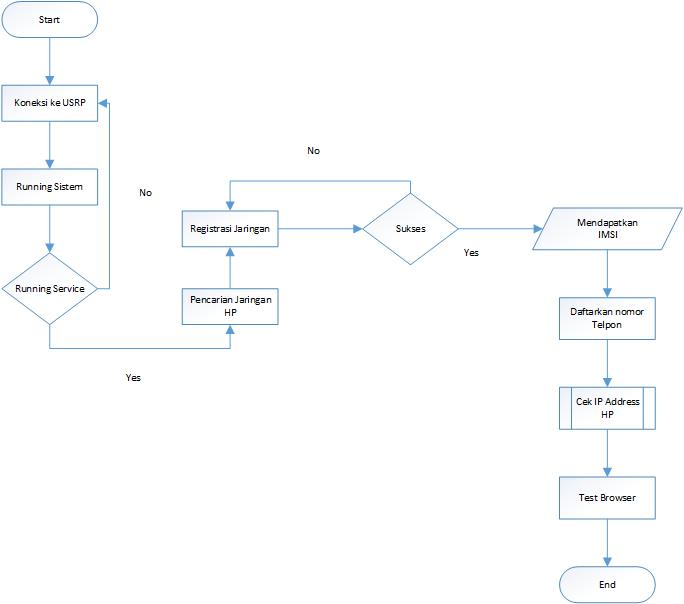 Start
Koneksi ke USRP
Running Sistem
No
Running Service
Yes
Pencarian Jaringan
HP
Registrasi Jaringan
No
Sukses
Yes
Mendapatkan
IMSI
Daftarkan nomor
Telpon
Cek IP Address
HP
Test Browser
End